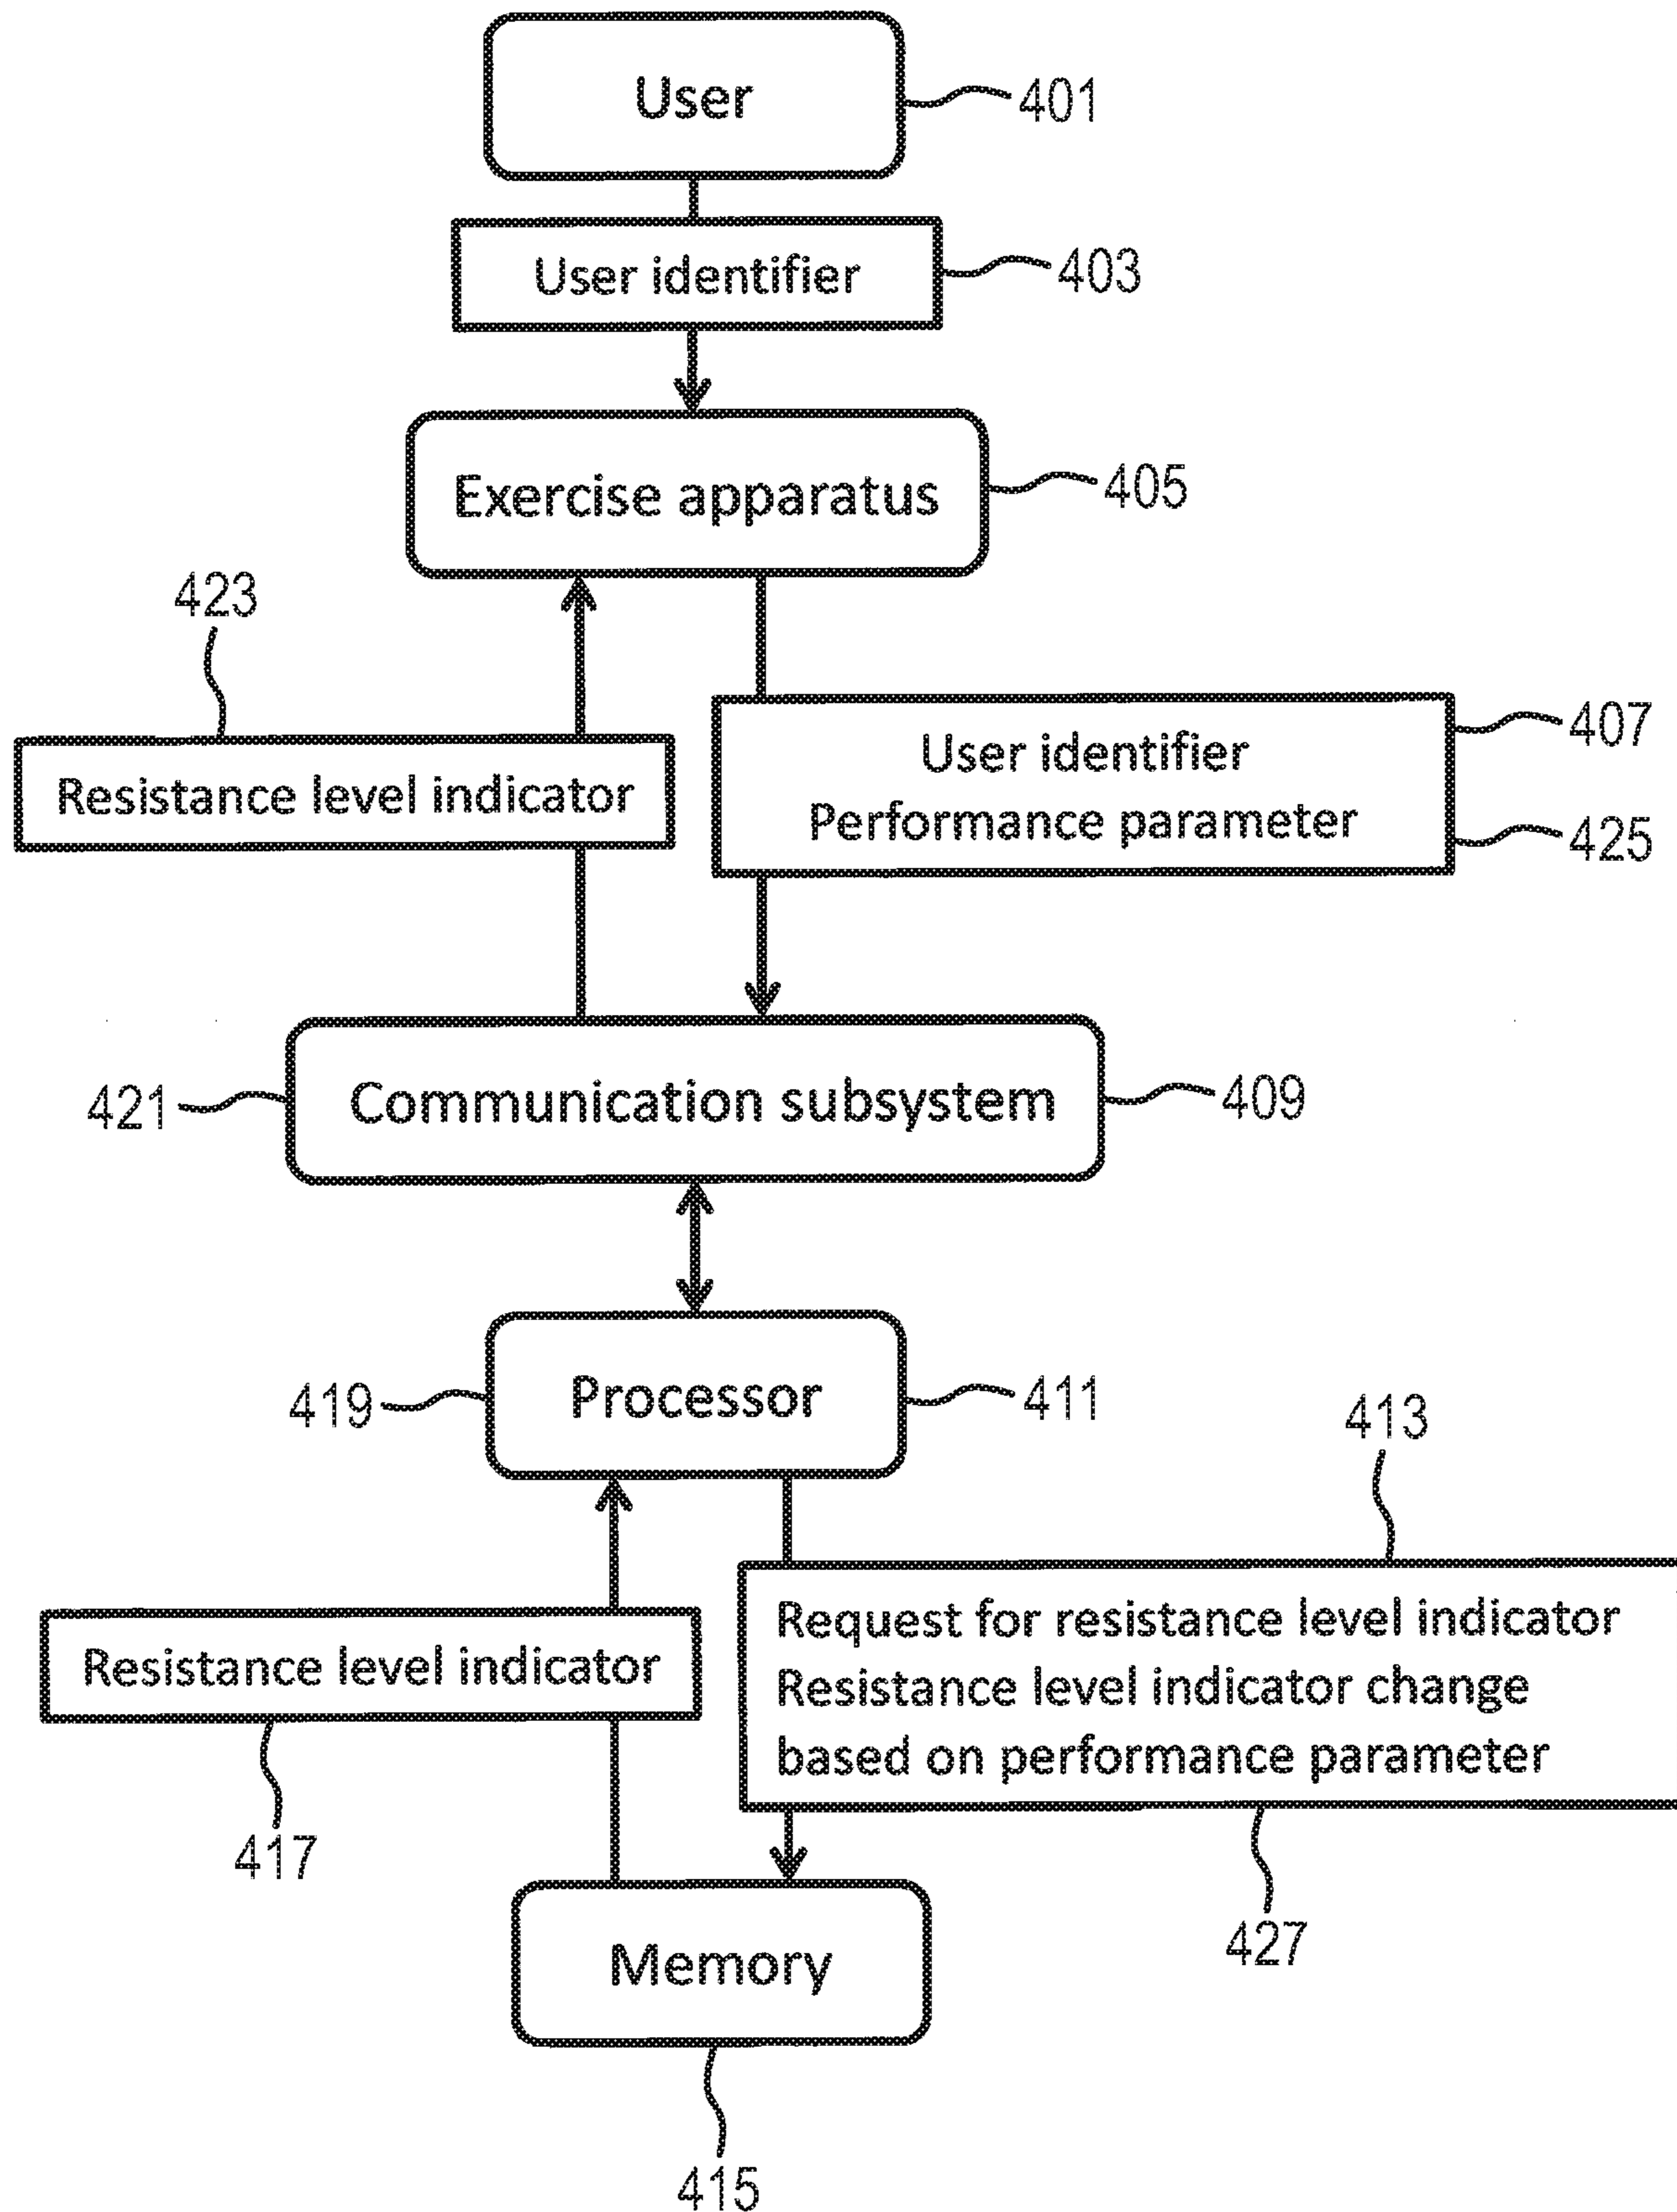 User
401
User identifier
403
Exercise apparatus
405
423
Resistance level indicator
User identifier
Performance parameter
407
425
421
Communication subsystem
409
419
Processor
411
413
Resistance level indicator
417
Request for resistance level indicator
Resistance level indicator change
based on performance parameter
427
Memory
415